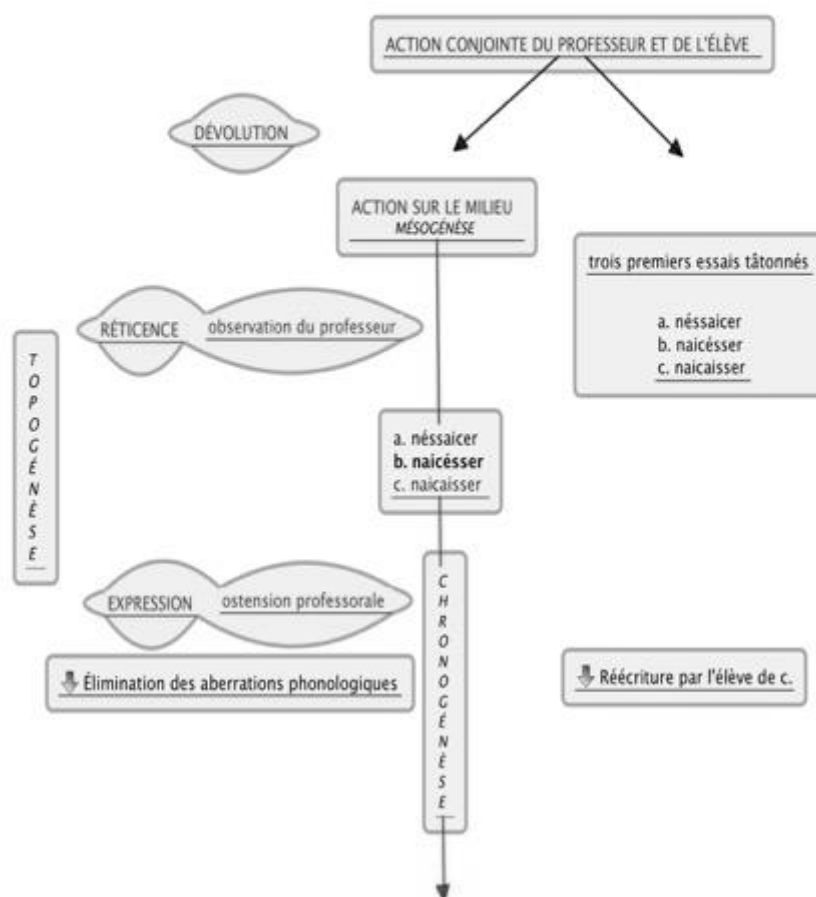 ACTION CONJOINTE DU PROFESSEUR ET DE L'ÉLÈVE
DÉVOLUTION
ACTION SUR LE MILIEU
MÉSOGÉNÈSE
trois premiers essais tâtonnés
a. néssaicer
b. naicésser
c. naicaisser
RÉTICENCE
observation du professeur
TOPOGÉNÈSE
a. néssaicer
b. naicésser
c. naicaisser
EXPRESSION
ostension professorale
CHRONOGÉNÈSE
Élimination des aberrations phonologiques
Réécriture par l'élève de c.